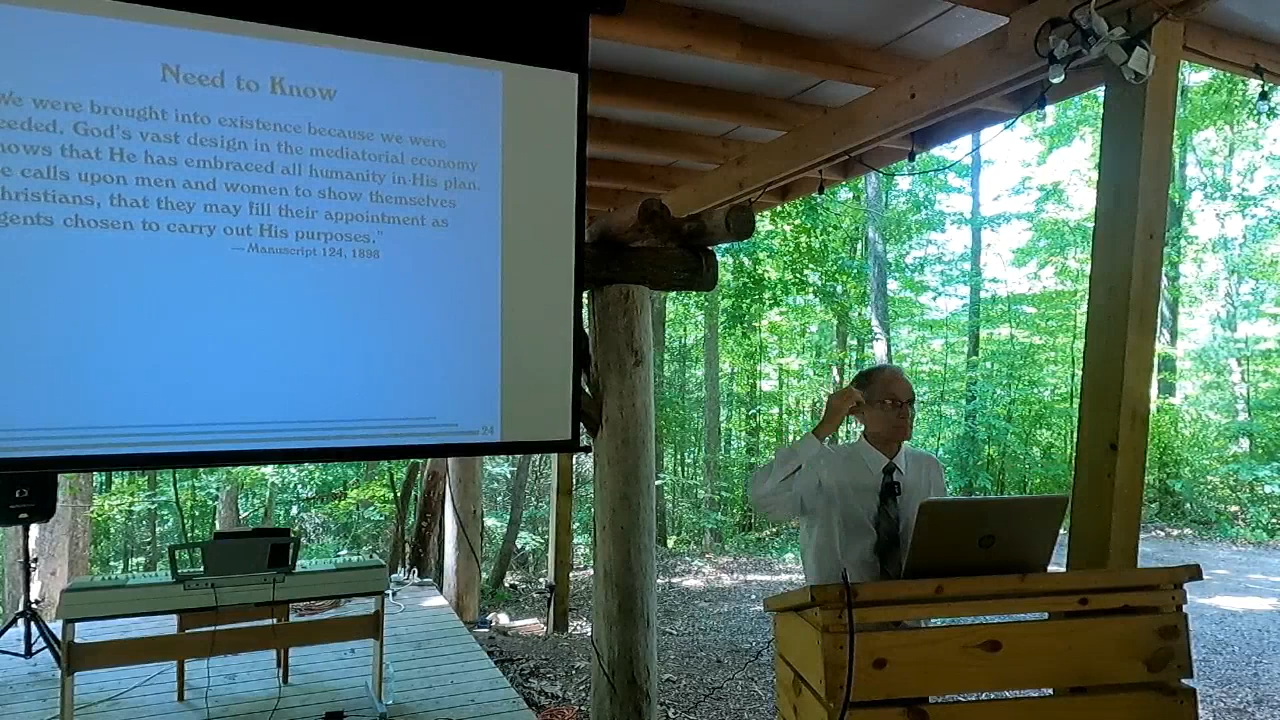 Need to Know
We were brought into existence because we were
eeded. God's vast design in the mediatorial economy
hows that He has embraced all humanity in His plan.
e calls upon men and women to show themselves
hristians, that they may fill their appointment as
gents chosen to carry out His purposes."
—Manuscript 124, 1898
24
hp